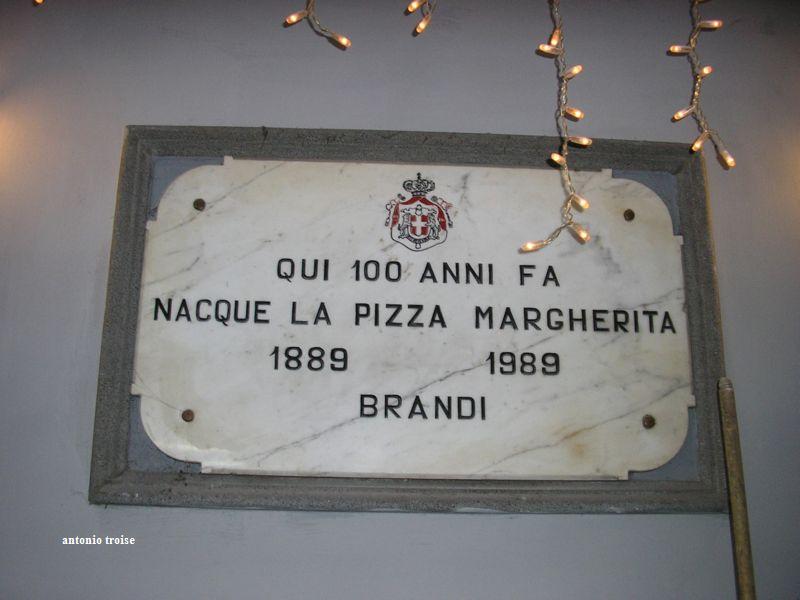 QUI 100 ANNI FA
NACQUE LA PIZZA MARGHERITA
1889 1989
BRANDI
antonio troise